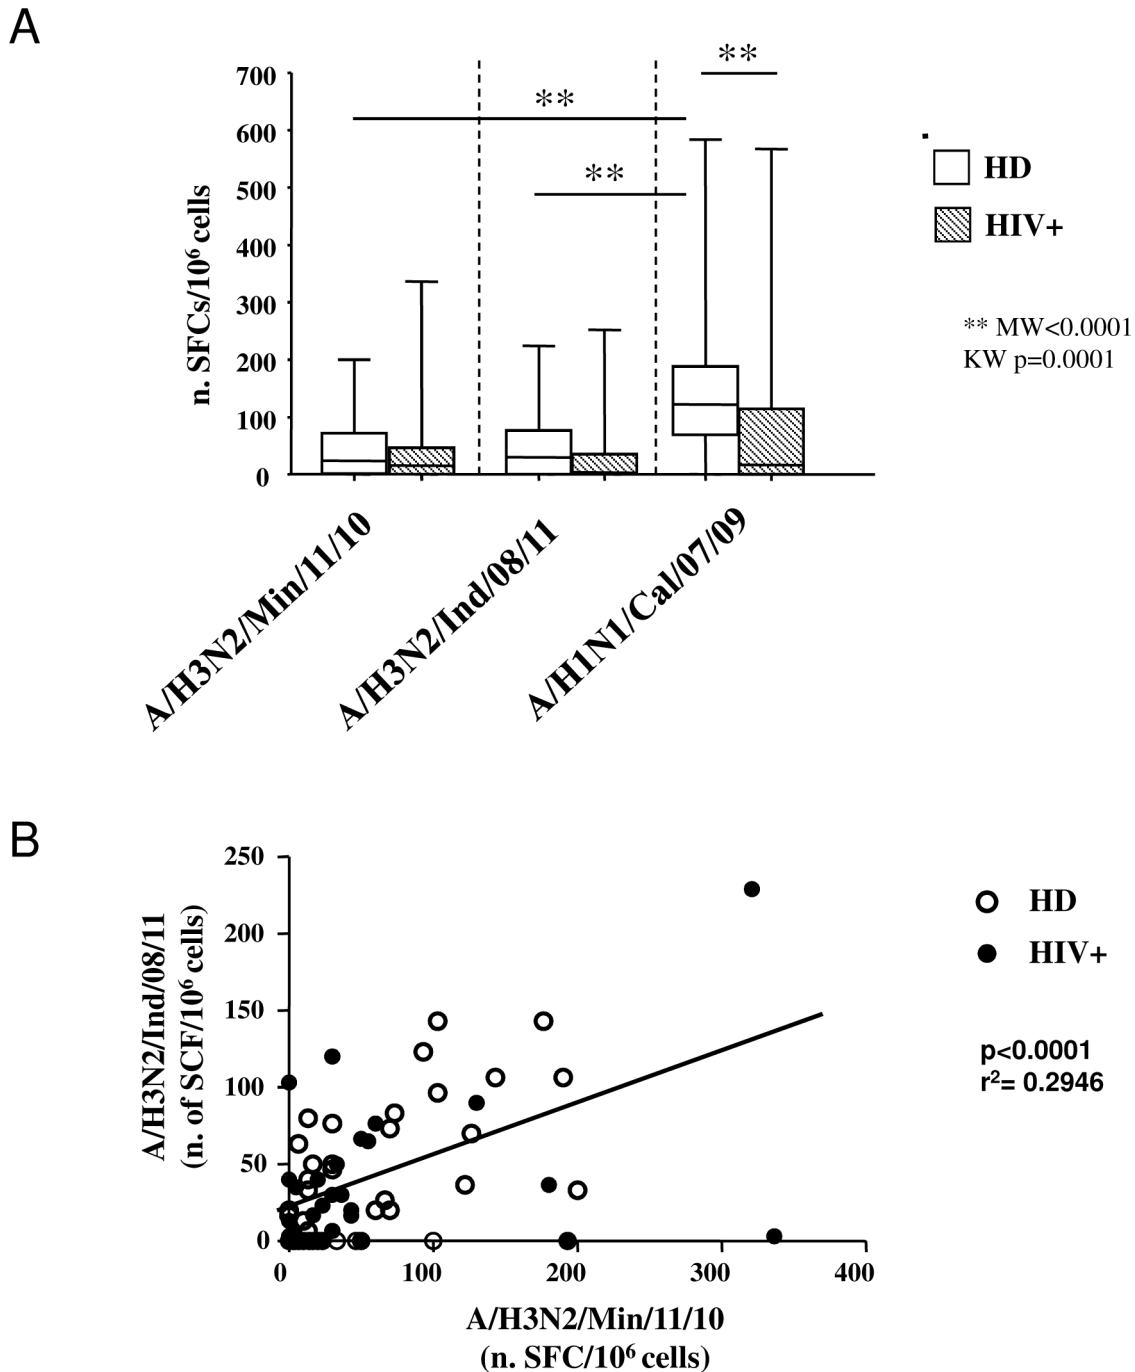 A
700
600
500
400
300
200
100
0
n. SFCs/10⁶ cells
**
**
**
HD
HIV+
** MW<0.0001
KW p=0.0001
A/H3N2/Min/11/10
A/H3N2/Ind/08/11
A/H1N1/Cal/07/09
B
A/H3N2/Ind/08/11
(n. of SCF/10⁶ cells)
250
200
150
100
50
0
HD
HIV+
p<0.0001
r²= 0.2946
0 100 200 300 400
A/H3N2/Min/11/10
(n. SFC/10⁶ cells)